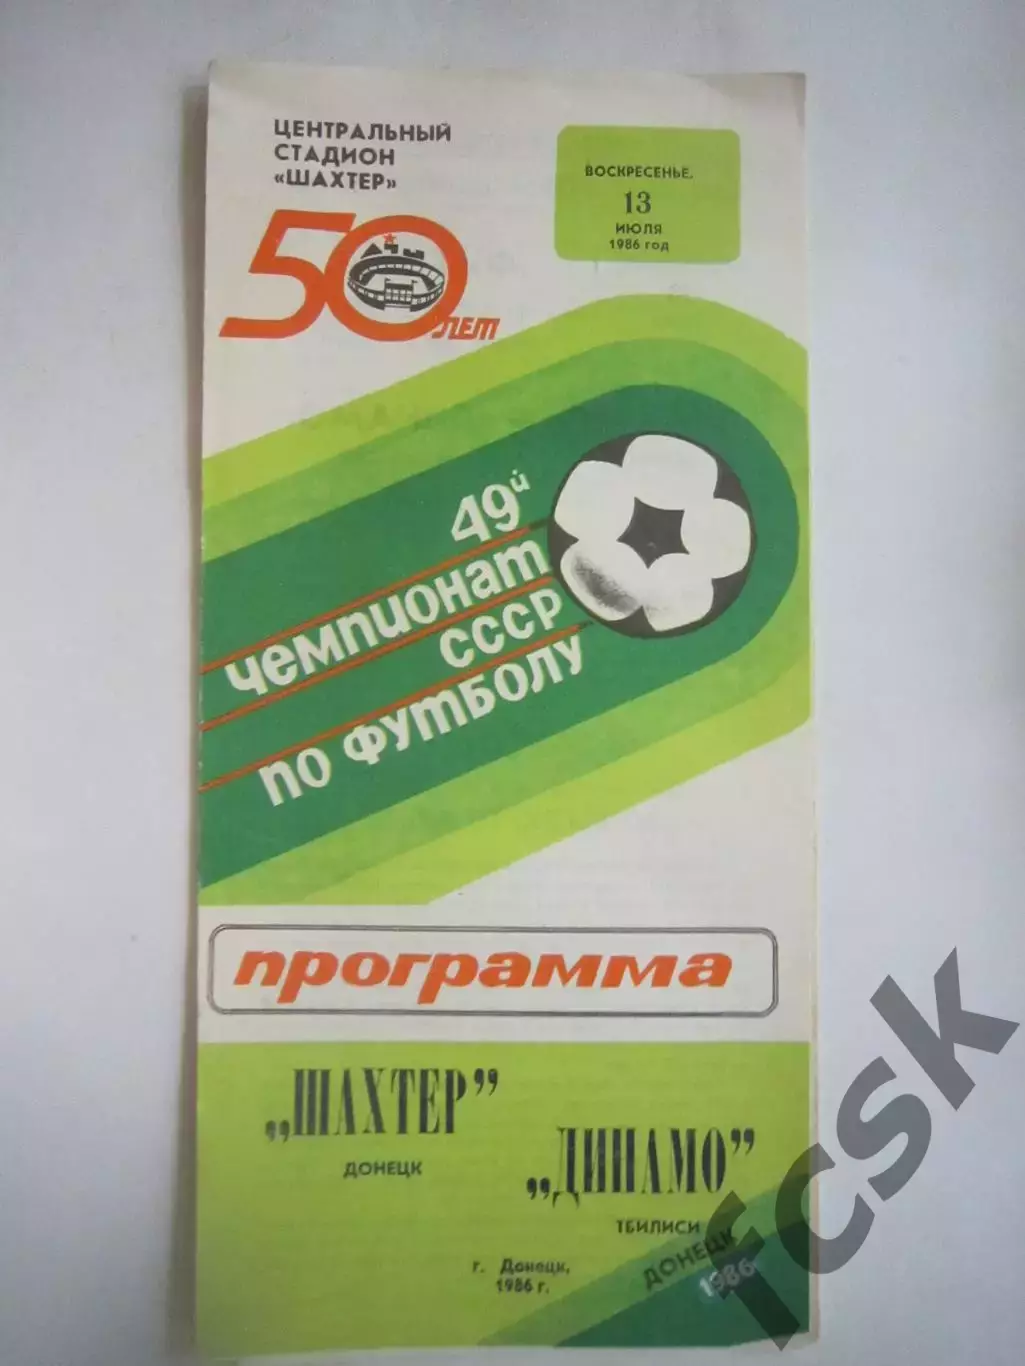 ЦЕНТРАЛЬНЫЙ
СТАДИОН
«ШАХТЕР»
50 лет
ВОСКРЕСЕНЬЕ,
13
ИЮЛЯ
1986 год
49й
чемпионат
СССР
по футболу
программа
„ШАХТЕР”
ДОНЕЦК
„ДИНАМО”
ТБИЛИСИ
г. Донецк,
1986 г.
ДОНЕЦК
1986
fcsk